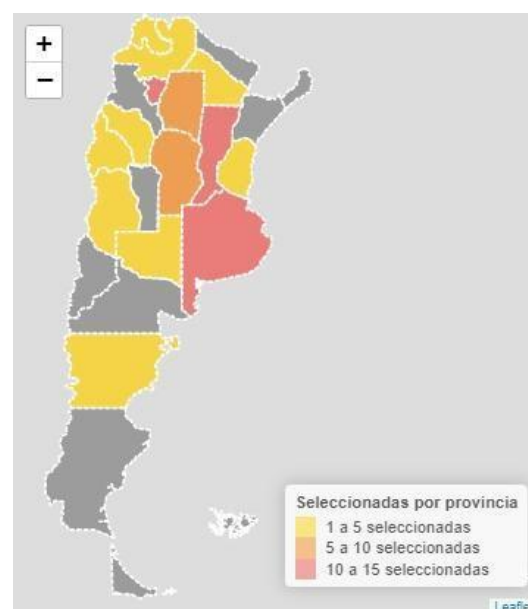 +
−
Seleccionadas por provincia
1 a 5 seleccionadas
5 a 10 seleccionadas
10 a 15 seleccionadas